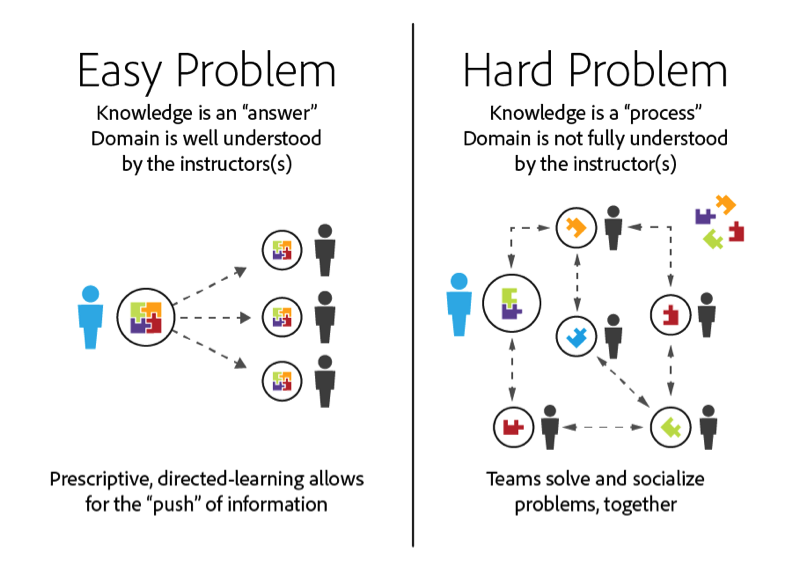 Easy Problem
Knowledge is an “answer”
Domain is well understood
by the instructors(s)
Prescriptive, directed-learning allows
for the “push” of information
Hard Problem
Knowledge is a “process”
Domain is not fully understood
by the instructor(s)
Teams solve and socialize
problems, together